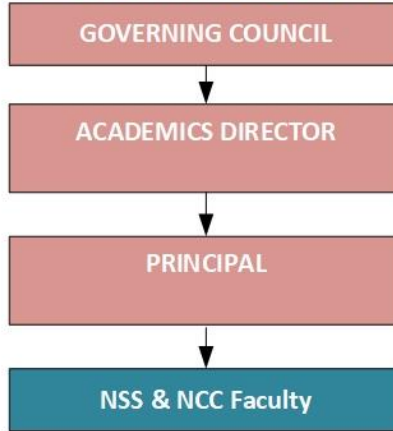 GOVERNING COUNCIL
ACADEMICS DIRECTOR
PRINCIPAL
NSS & NCC Faculty